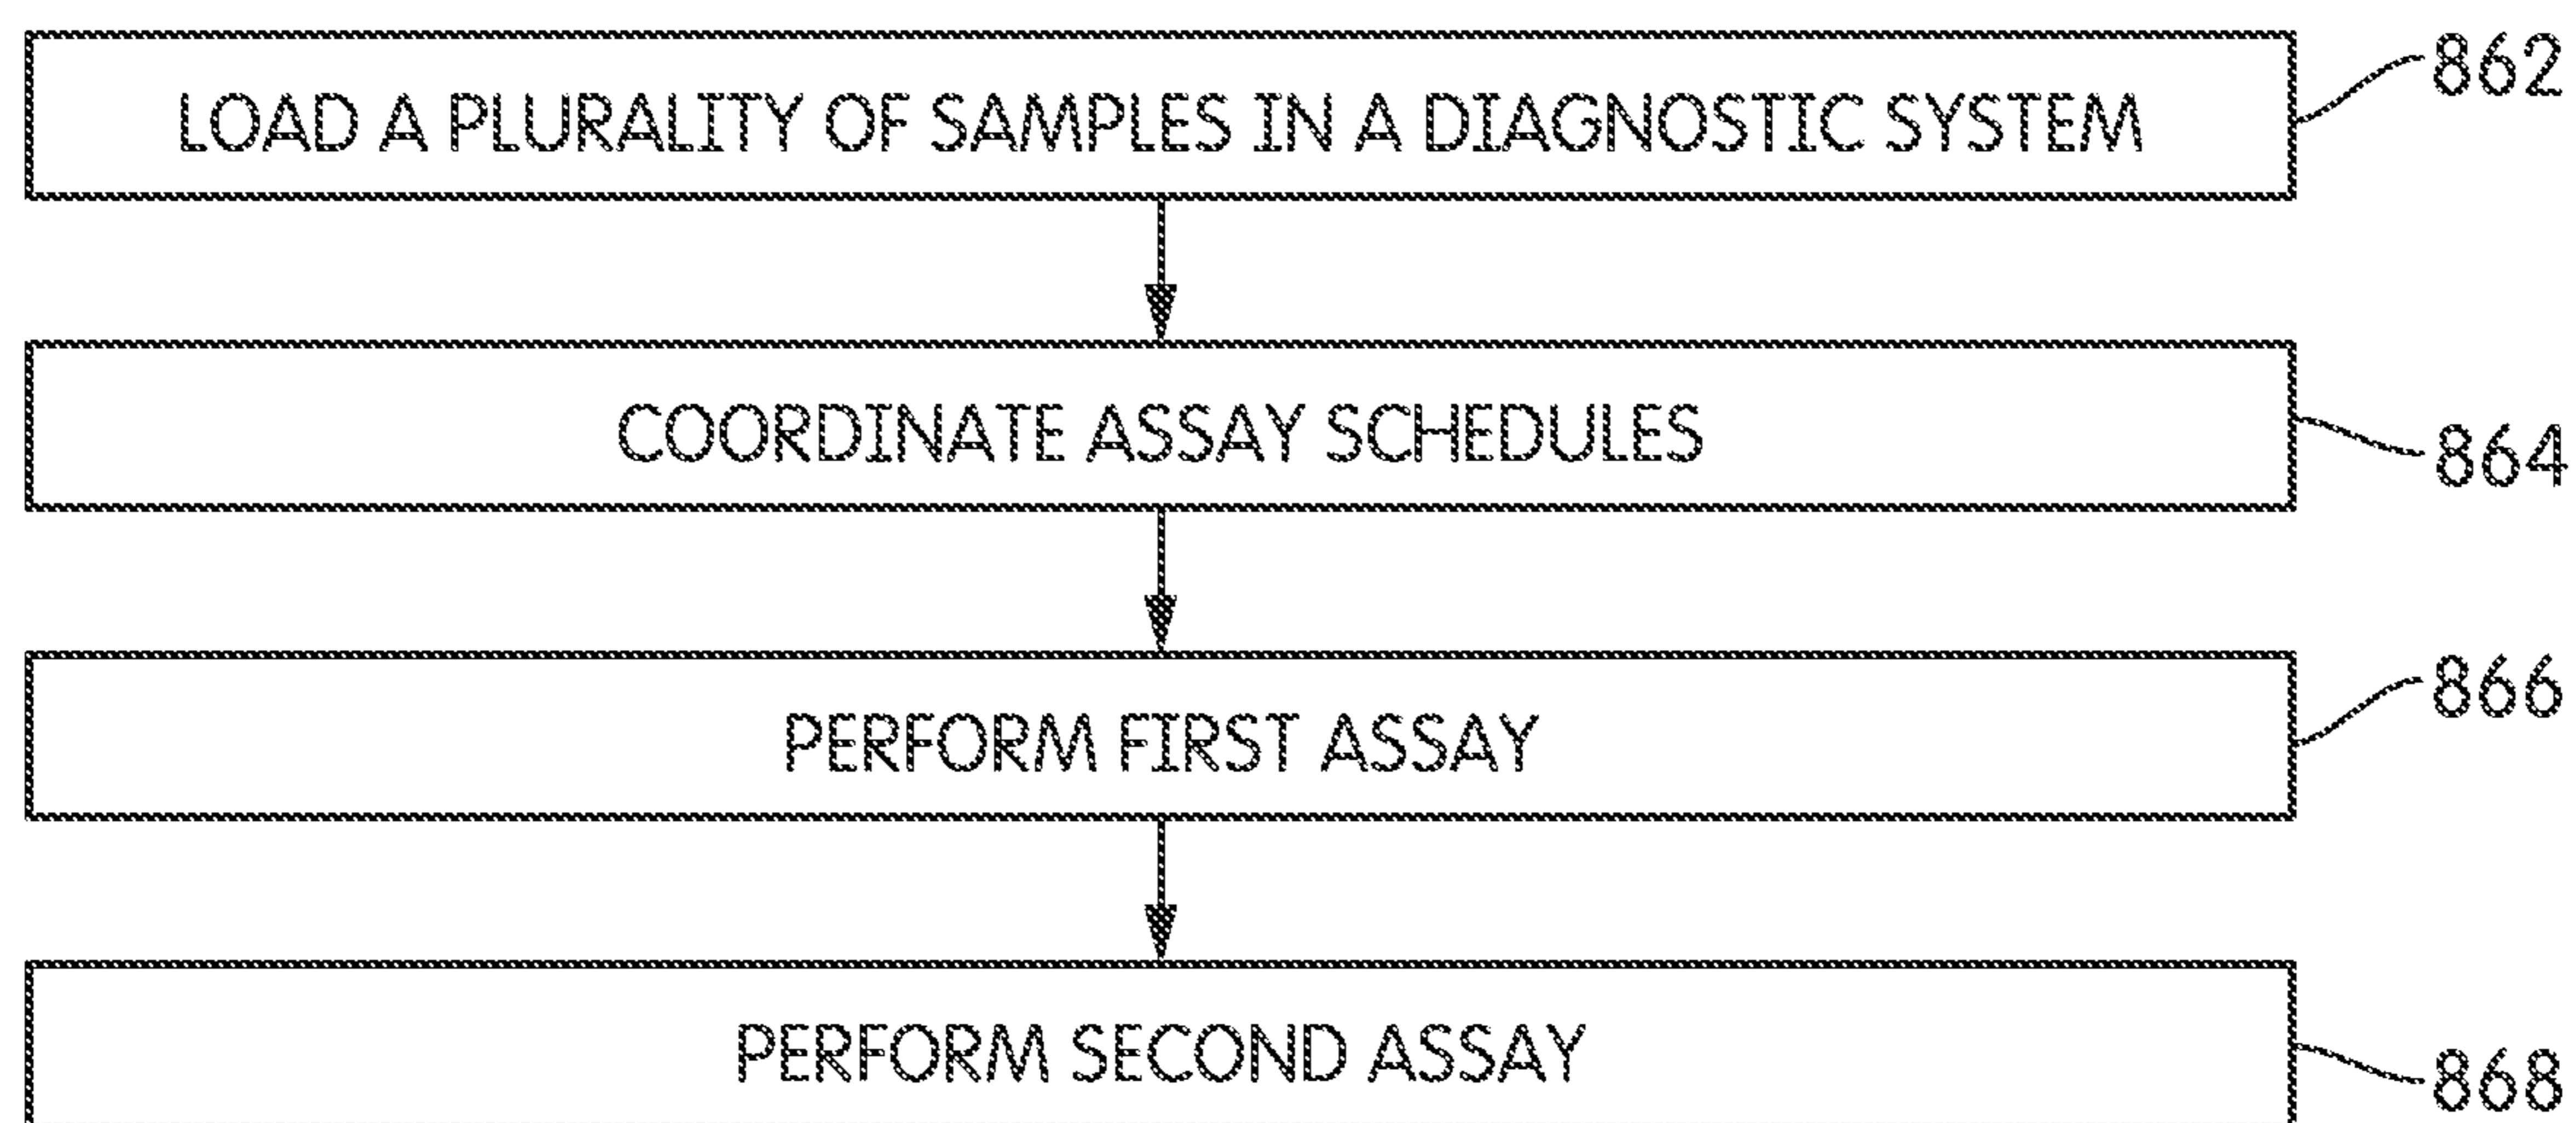 LOAD A PLURALITY OF SAMPLES IN A DIAGNOSTIC SYSTEM
862
COORDINATE ASSAY SCHEDULES
864
PERFORM FIRST ASSAY
866
PERFORM SECOND ASSAY
868